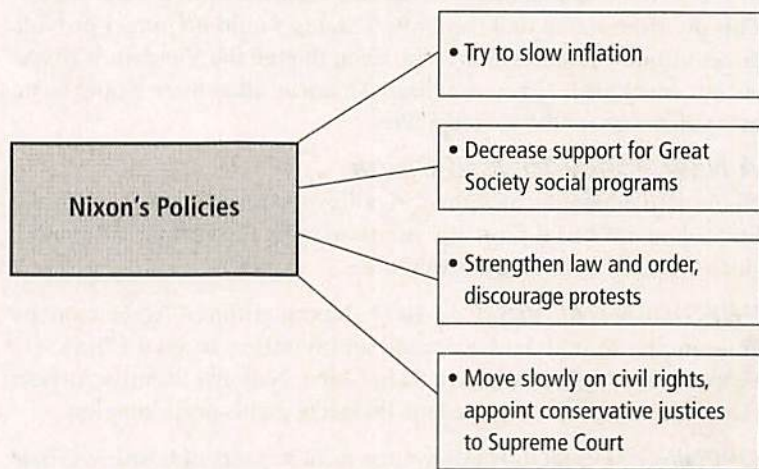 Nixon's Policies
• Try to slow inflation
• Decrease support for Great
Society social programs
• Strengthen law and order,
discourage protests
• Move slowly on civil rights,
appoint conservative justices
to Supreme Court